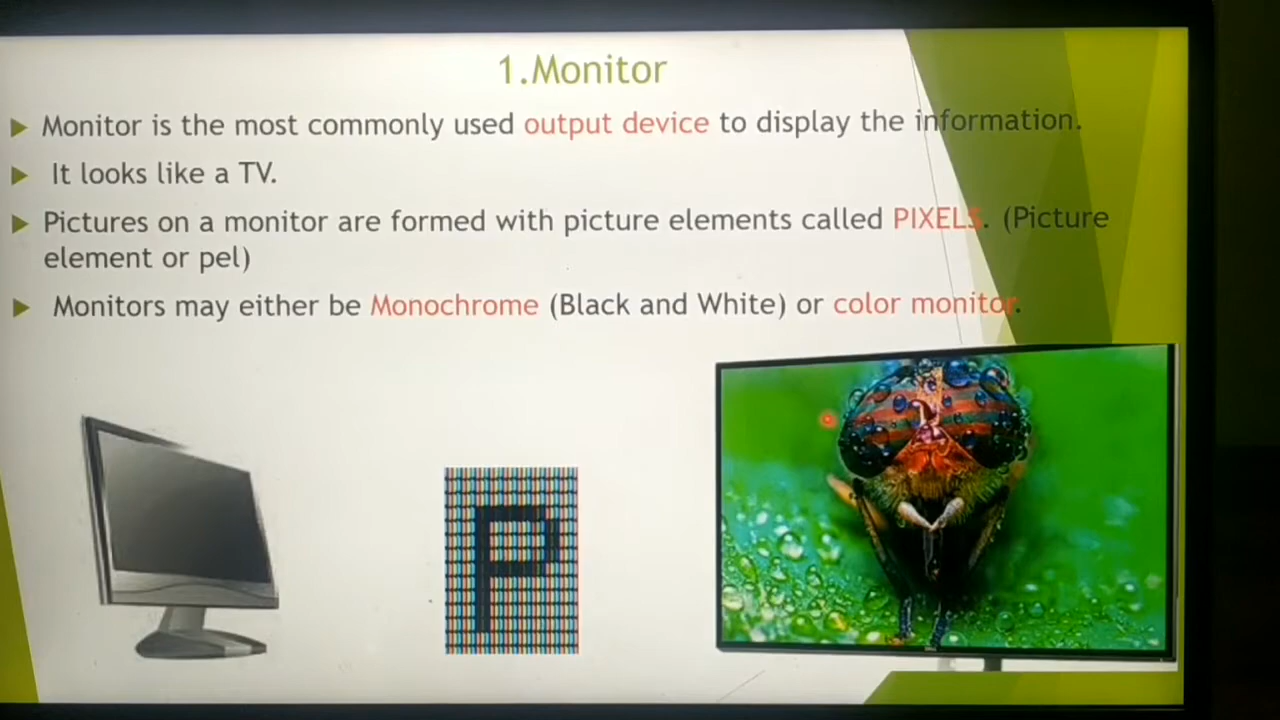 1.Monitor
Monitor is the most commonly used output device to display the information.
It looks like a TV.
Pictures on a monitor are formed with picture elements called PIXELS. (Picture
element or pel)
Monitors may either be Monochrome (Black and White) or color monitor.
P